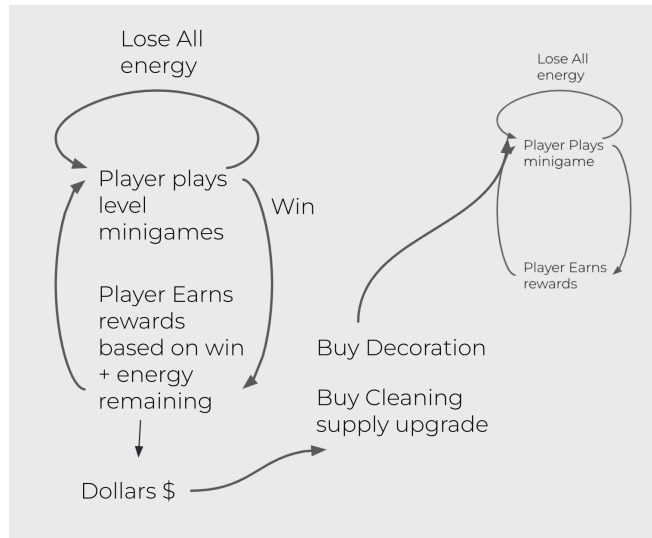 Lose All
energy
Player plays
level
minigames
Win
Player Earns
rewards
based on win
+ energy
remaining
Dollars $
Buy Decoration
Buy Cleaning
supply upgrade
Lose All
energy
Player Plays
minigame
Player Earns
rewards